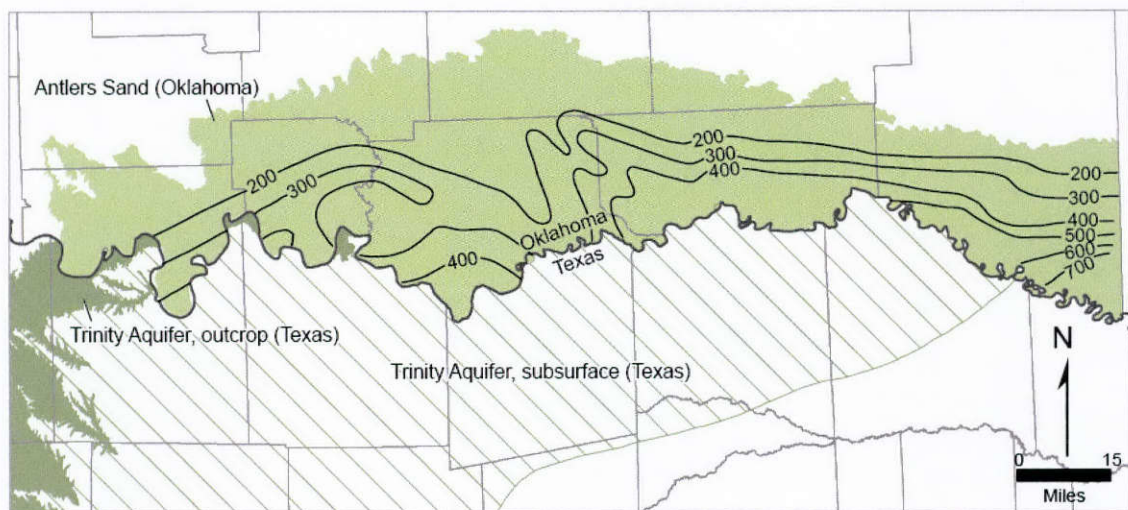 Antlers Sand (Oklahoma)
200
300
400
200
200
300
300
400
500
600
700
400
Oklahoma
Texas
Trinity Aquifer, outcrop (Texas)
Trinity Aquifer, subsurface (Texas)
N
0 15
Miles